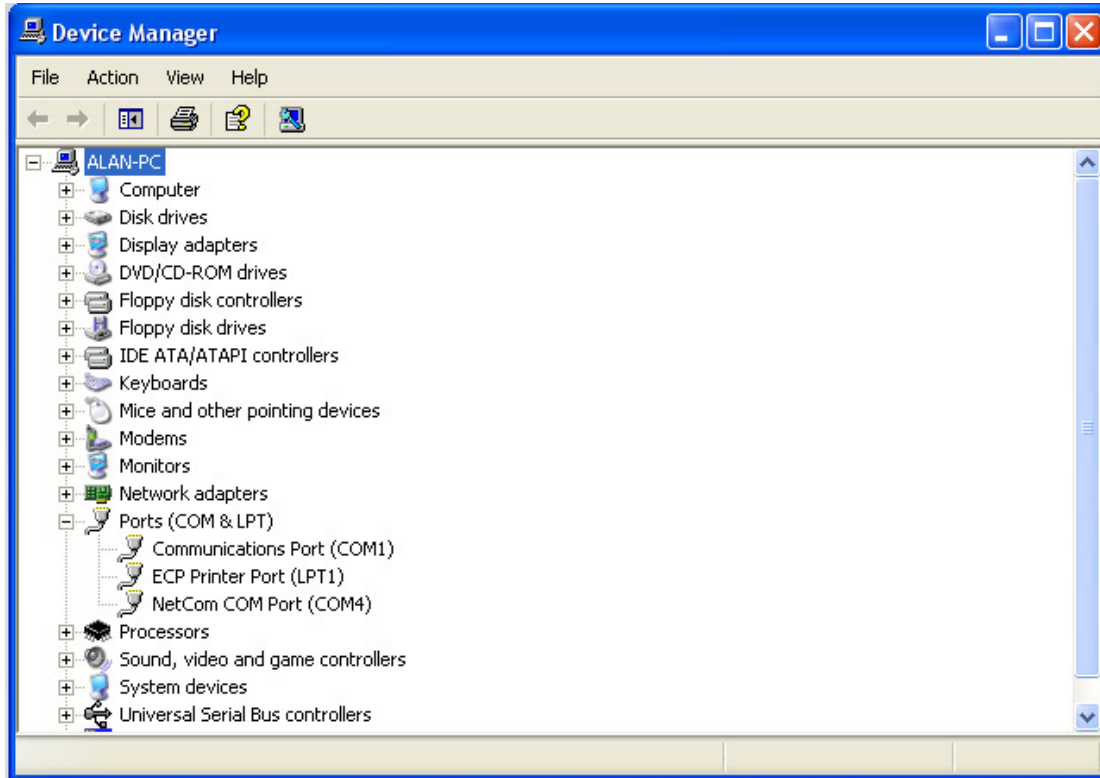 Device Manager
File Action View Help
ALAN-PC
Computer
Disk drives
Display adapters
DVD/CD-ROM drives
Floppy disk controllers
Floppy disk drives
IDE ATA/ATAPI controllers
Keyboards
Mice and other pointing devices
Modems
Monitors
Network adapters
Ports (COM & LPT)
Communications Port (COM1)
ECP Printer Port (LPT1)
NetCom COM Port (COM4)
Processors
Sound, video and game controllers
System devices
Universal Serial Bus controllers